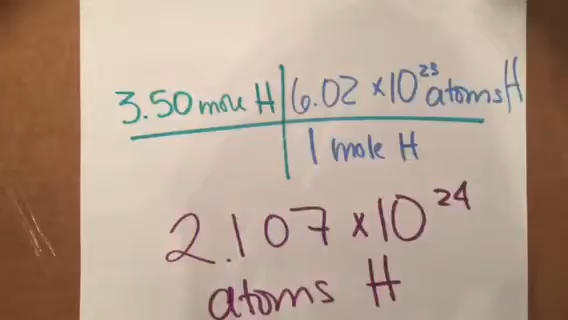 3.50 mole H 6.02 ×10²³ atoms H
1 mole H
2.107 ×10²⁴
atoms H